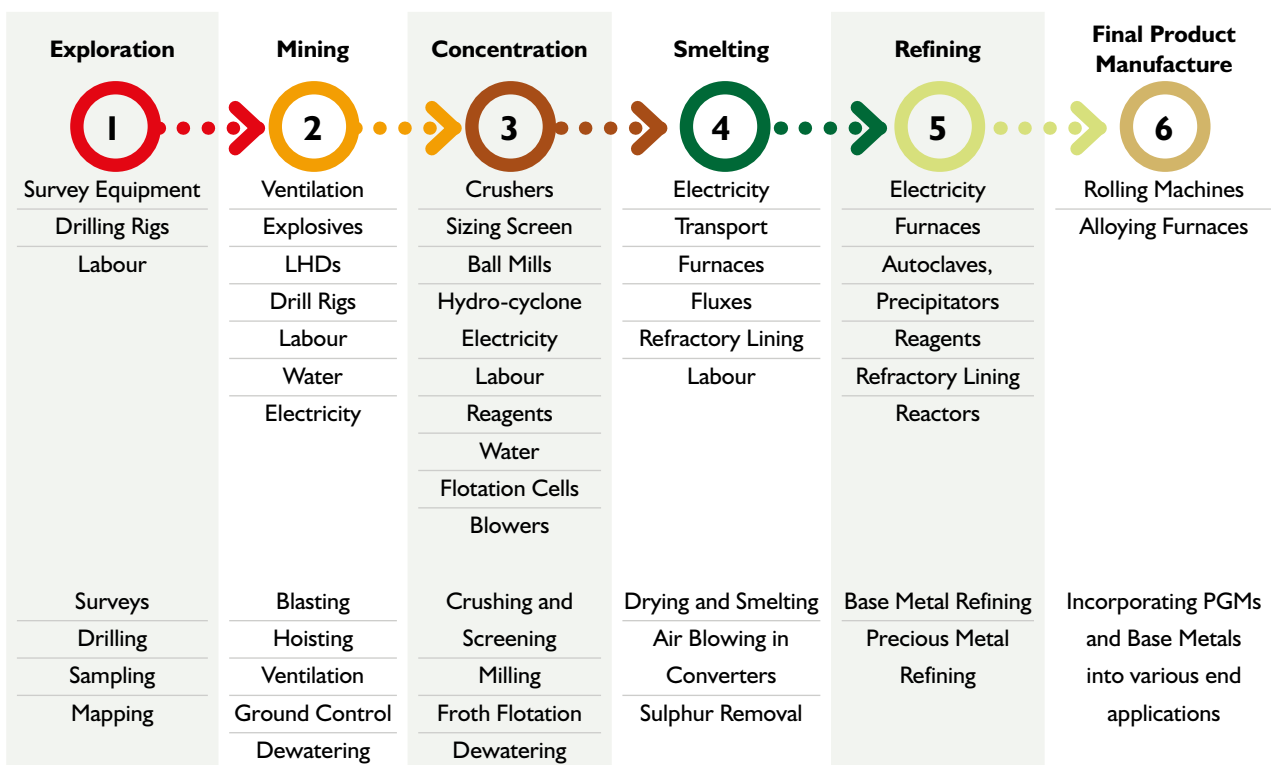 Exploration
1
Survey Equipment
Drilling Rigs
Labour
Surveys
Drilling
Sampling
Mapping
Mining
2
Ventilation
Explosives
LHDs
Drill Rigs
Labour
Water
Electricity
Blasting
Hoisting
Ventilation
Ground Control
Dewatering
Concentration
3
Crushers
Sizing Screen
Ball Mills
Hydro-cyclone
Electricity
Labour
Reagents
Water
Flotation Cells
Blowers
Crushing and
Screening
Milling
Froth Flotation
Dewatering
Smelting
4
Electricity
Transport
Furnaces
Fluxes
Refractory Lining
Labour
Drying and Smelting
Air Blowing in
Converters
Sulphur Removal
Refining
5
Electricity
Furnaces
Autoclaves,
Precipitators
Reagents
Refractory Lining
Reactors
Base Metal Refining
Precious Metal
Refining
Final Product
Manufacture
6
Rolling Machines
Alloying Furnaces
Incorporating PGMs
and Base Metals
into various end
applications